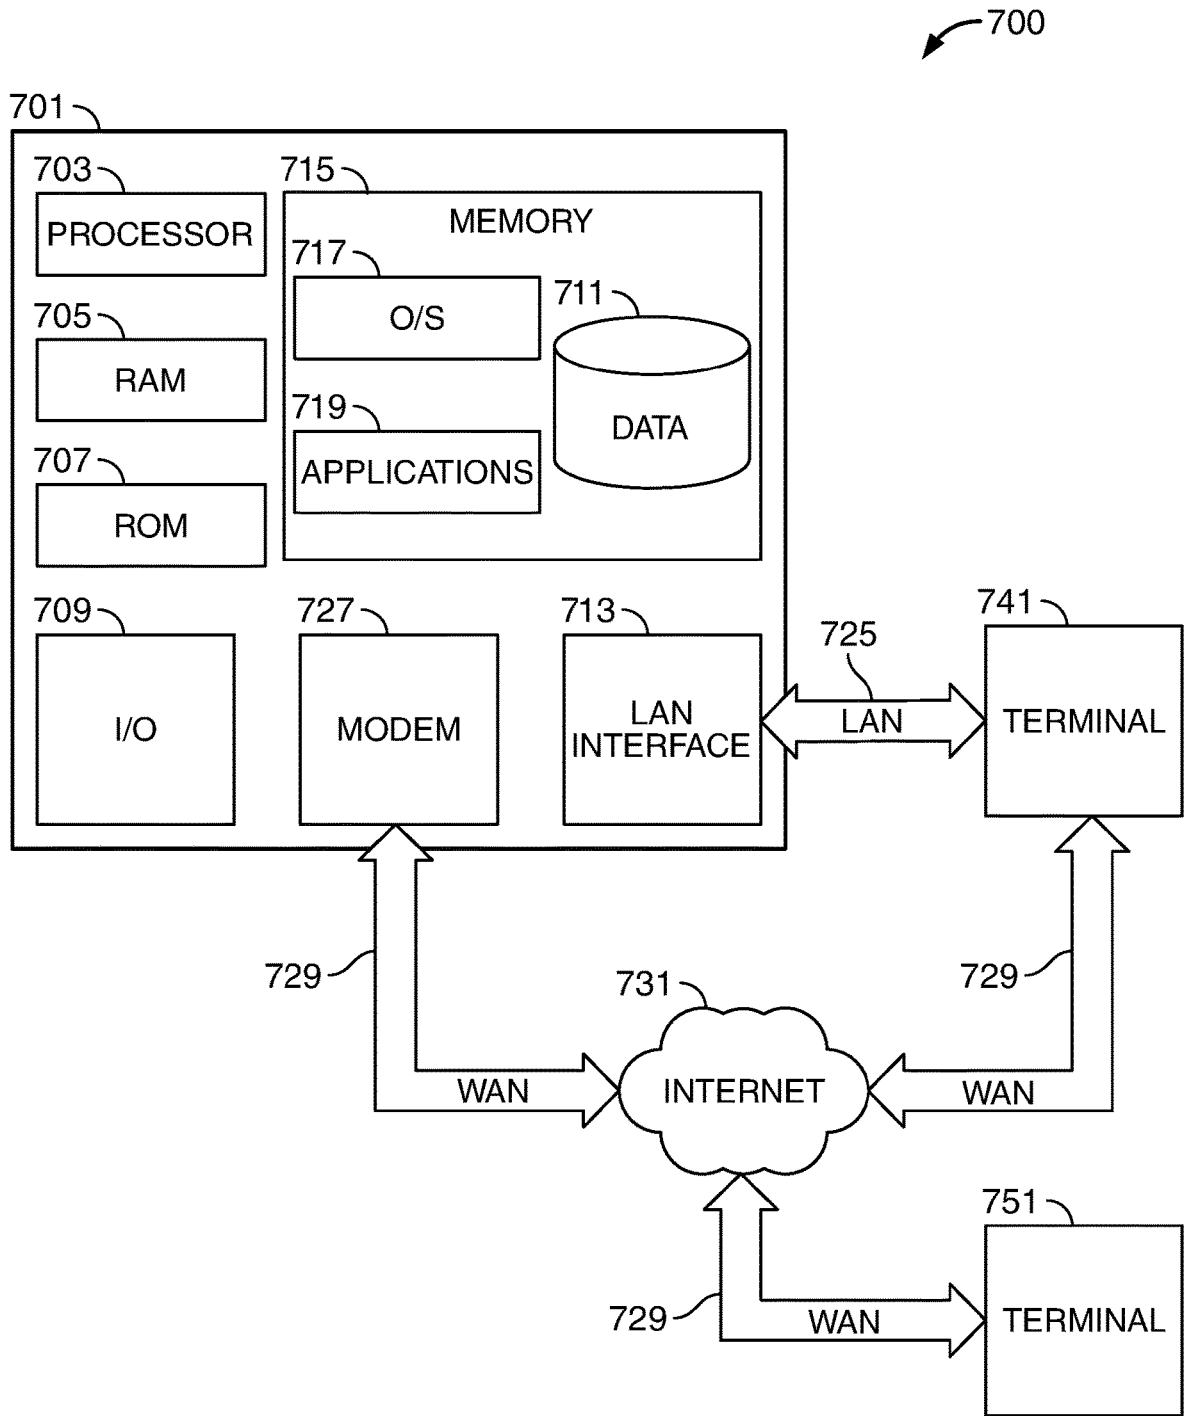 700
701
703
PROCESSOR
705
RAM
707
ROM
715
MEMORY
717
O/S
711
DATA
719
APPLICATIONS
709
I/O
727
MODEM
713
LAN
INTERFACE
725
LAN
741
TERMINAL
729
WAN
731
INTERNET
729
WAN
729
WAN
751
TERMINAL